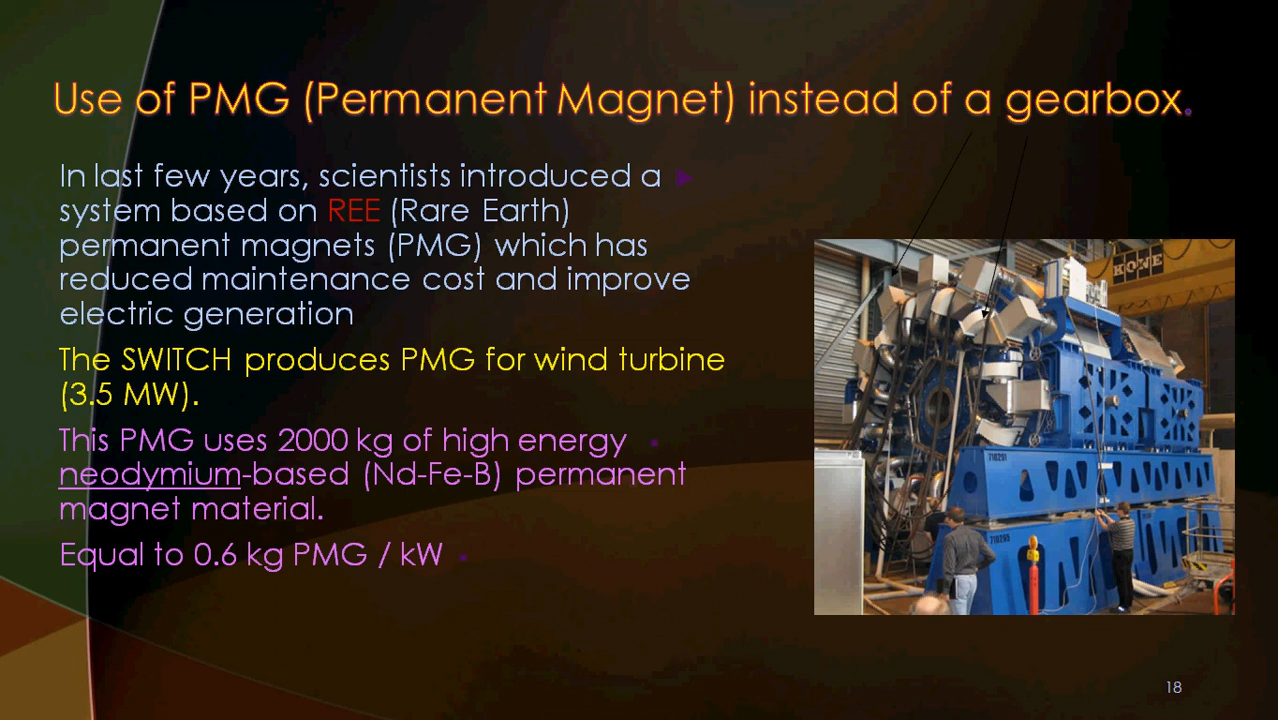 Use of PMG (Permanent Magnet) instead of a gearbox.
In last few years, scientists introduced a
system based on REE (Rare Earth)
permanent magnets (PMG) which has
reduced maintenance cost and improve
electric generation
The SWITCH produces PMG for wind turbine
(3.5 MW).
This PMG uses 2000 kg of high energy
neodymium-based (Nd-Fe-B) permanent
magnet material.
Equal to 0.6 kg PMG / kW
KONE
710291
18